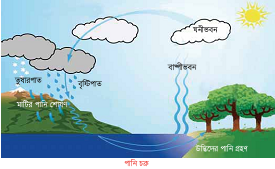 ঘনীভবন
বাষ্পীভবন
তুষারপাত
বৃষ্টিপাত
মাটির পানি শোষণ
উদ্ভিদের পানি গ্রহণ
পানি চক্র